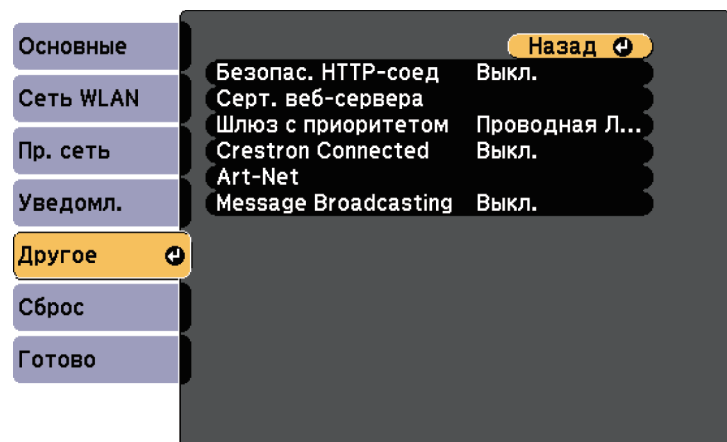 Основные
Сеть WLAN
Пр. сеть
Уведомл.
Другое
Сброс
Готово
Назад
Безопас. HTTP-соед Выкл.
Серт. веб-сервера
Шлюз с приоритетом Проводная Л...
Crestron Connected Выкл.
Art-Net
Message Broadcasting Выкл.